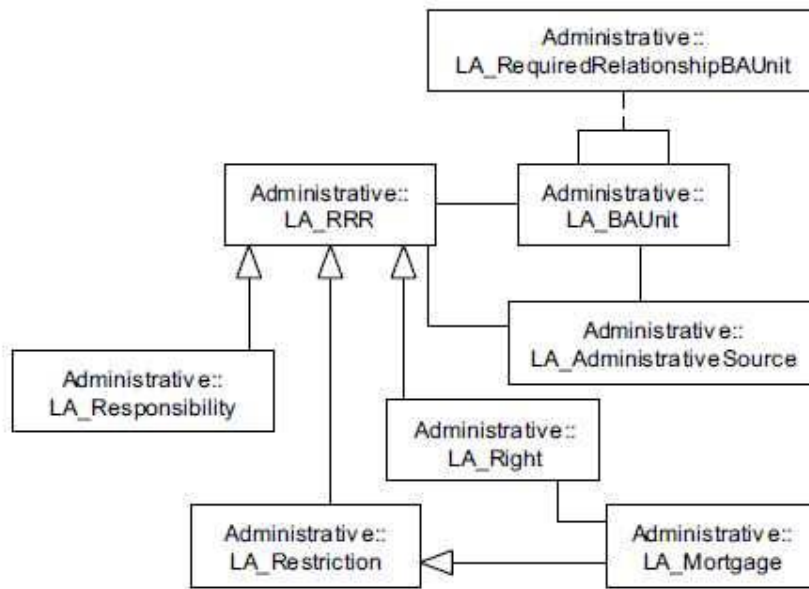 Administrative::
LA_RequiredRelationshipBAUnit
Administrative::
LA_RRR
Administrative::
LA_BAUnit
Administrative::
LA_AdministrativeSource
Administrative::
LA_Responsibility
Administrative::
LA_Right
Administrative::
LA_Restriction
Administrative::
LA_Mortgage